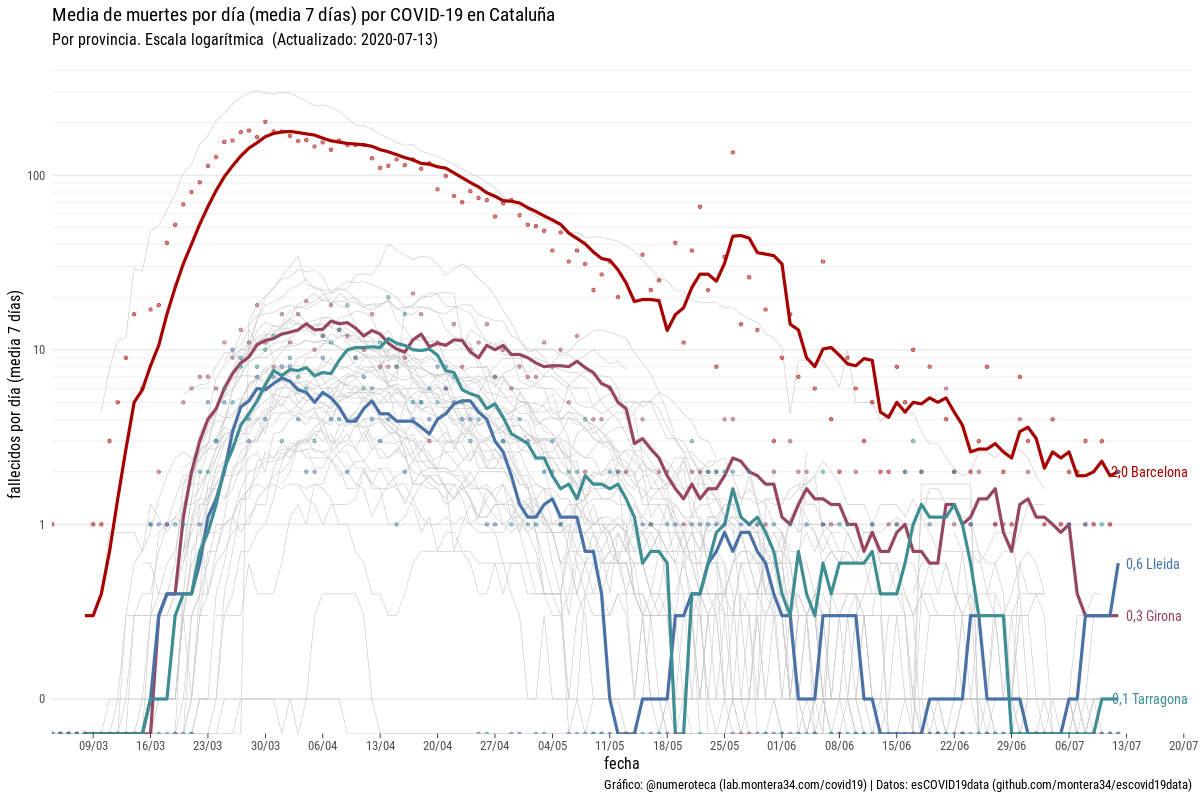 Media de muertes por día (media 7 días) por COVID-19 en Cataluña
Por provincia. Escala logarítmica (Actualizado: 2020-07-13)
fallecidos por día (media 7 días)
100
10
1
0
2,0 Barcelona
0,6 Lleida
0,3 Girona
0,1 Tarragona
09/03 16/03 23/03 30/03 06/04 13/04 20/04 27/04 04/05 11/05 18/05 25/05 01/06 08/06 15/06 22/06 29/06 06/07 13/07 20/07
fecha
Gráfico: @numeroteca (lab.montera34.com/covid19) | Datos: esCOVID19data (github.com/montera34/escovid19data)